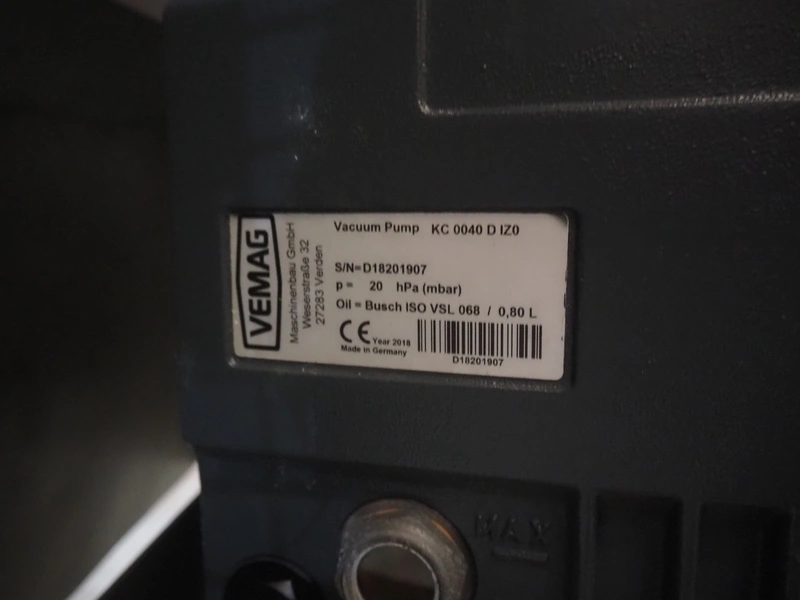 VEMAG
Maschinenbau GmbH
Weserstraße 32
27283 Verden
Vacuum Pump KC 0040 D IZ0
S/N=D18201907
p = 20 hPa (mbar)
Oil = Busch ISO VSL 068 / 0,80 L
CE Year 2018
Made in Germany
D18201907
MAX